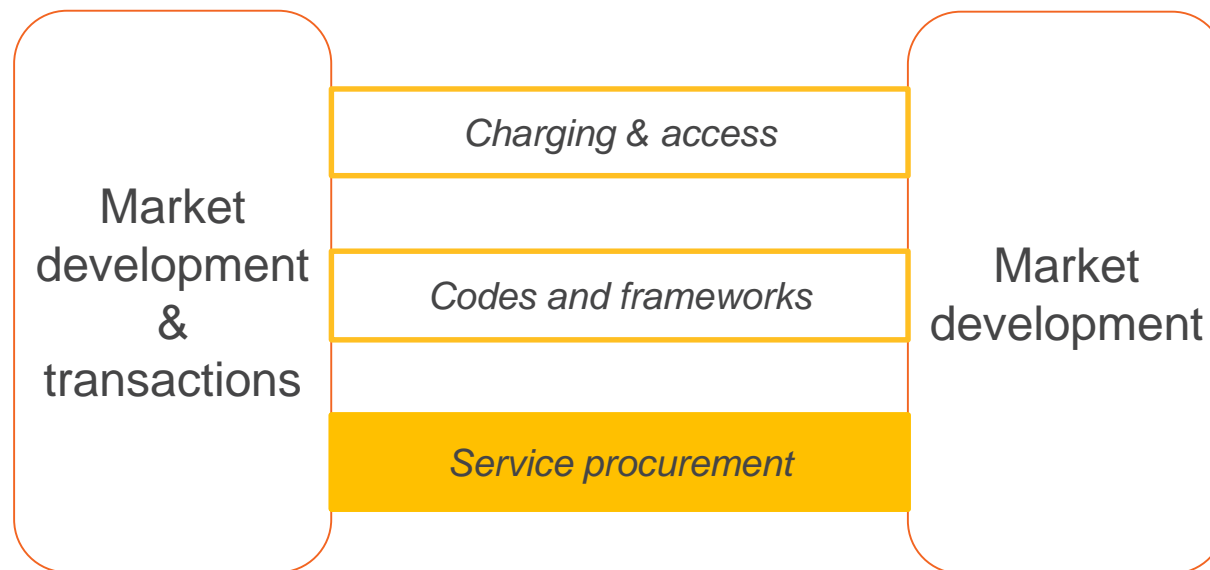 Market
development
&
transactions
Charging & access
Codes and frameworks
Service procurement
Market
development